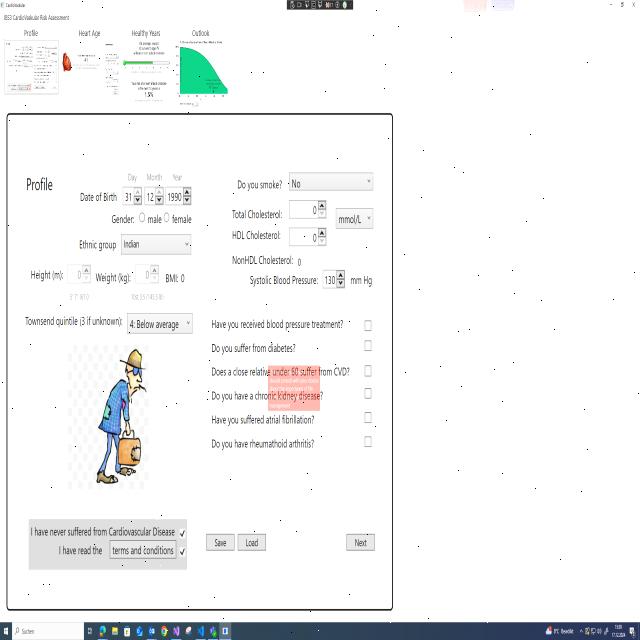 CardioVaskular
JBS3 CardioVaskular Risk Assessment
Profile
Heart Age
Healthy Years
Outlook
Profile
Day Month Year
Date of Birth 31 12 1990
Gender: male female
Ethnic group Indian
Height (m): 0 Weight (kg): 0 BMI: 0
Townsend quintile (3 if unknown): 4: Below average
Do you smoke? No
Total Cholesterol: 0
mmol/L
HDL Cholesterol: 0
NonHDL Cholesterol: 0
Systolic Blood Pressure: 130 mm Hg
Have you received blood pressure treatment?
Do you suffer from diabetes?
Does a close relative under 60 suffer from CVD?
Do you have a chronic kidney disease?
Have you suffered atrial fibrillation?
Do you have rheumathoid arthritis?
I have never suffered from Cardiovascular Disease
I have read the terms and conditions
Save
Load
Next
Suchen